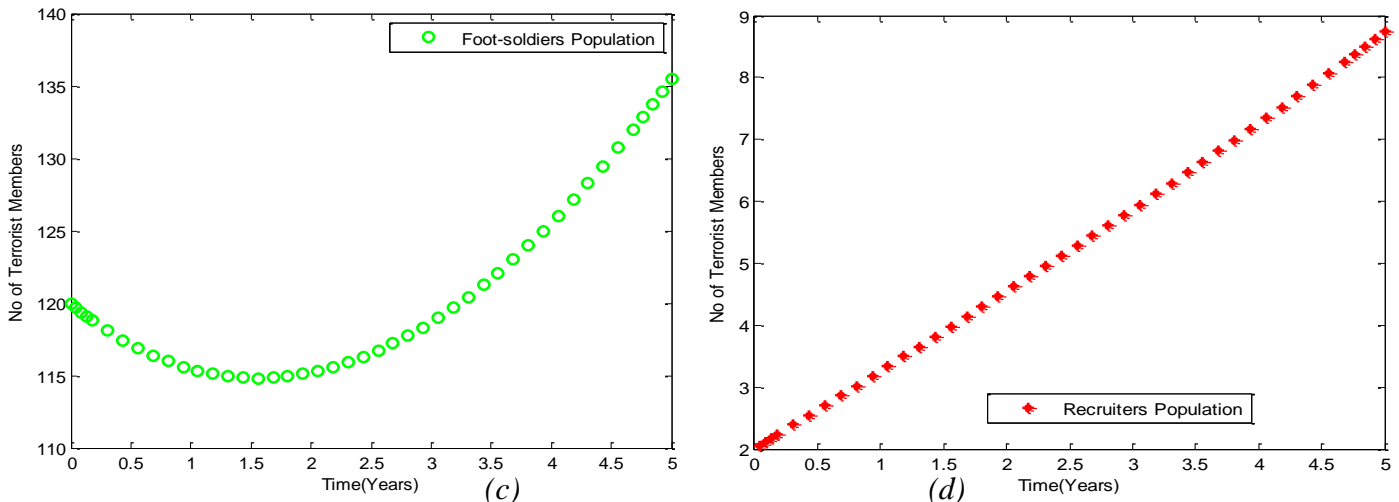 140
135
130
125
120
115
110
No of Terrorist Members
Foot-soldiers Population
0 0.5 1 1.5 2 2.5 3 3.5 4 4.5 5
Time(Years)
(c)
9
8
7
6
5
4
3
2
No of Terrorist Members
Recruiters Population
0 0.5 1 1.5 2 2.5 3 3.5 4 4.5 5
Time(Years)
(d)